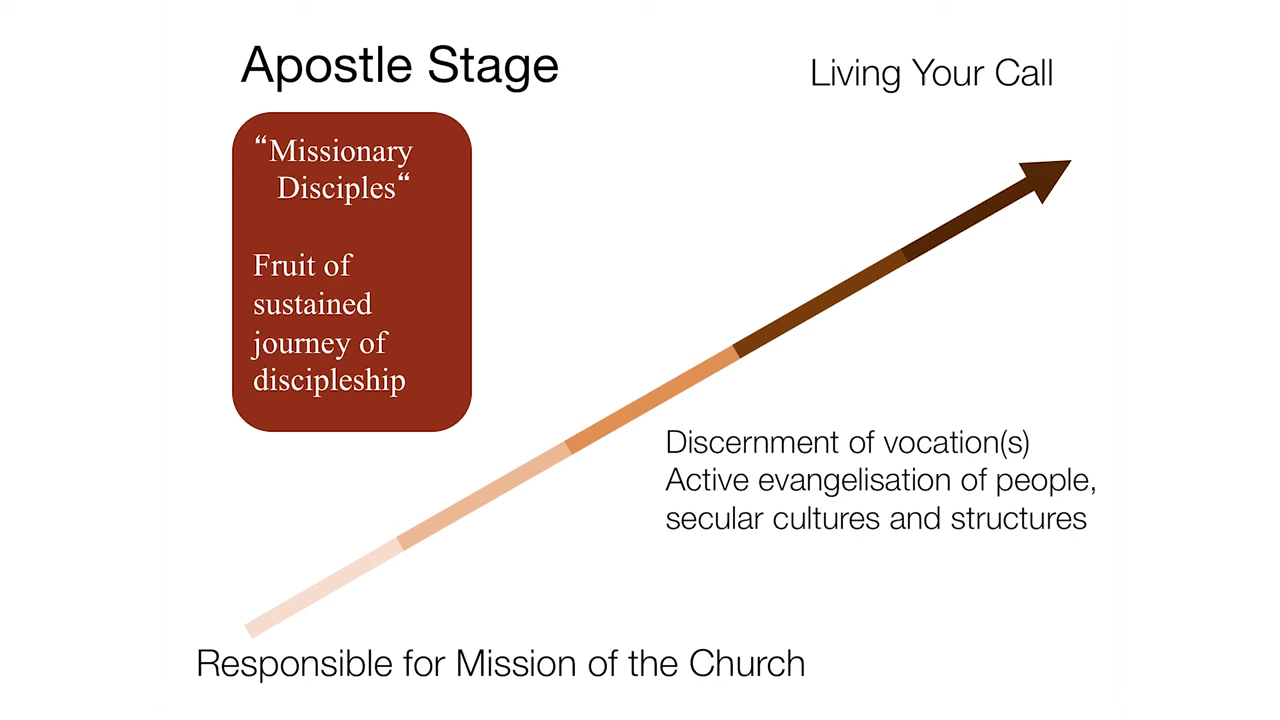 Apostle Stage
Living Your Call
“Missionary
Disciples“
Fruit of
sustained
journey of
discipleship
Discernment of vocation(s)
Active evangelisation of people,
secular cultures and structures
Responsible for Mission of the Church